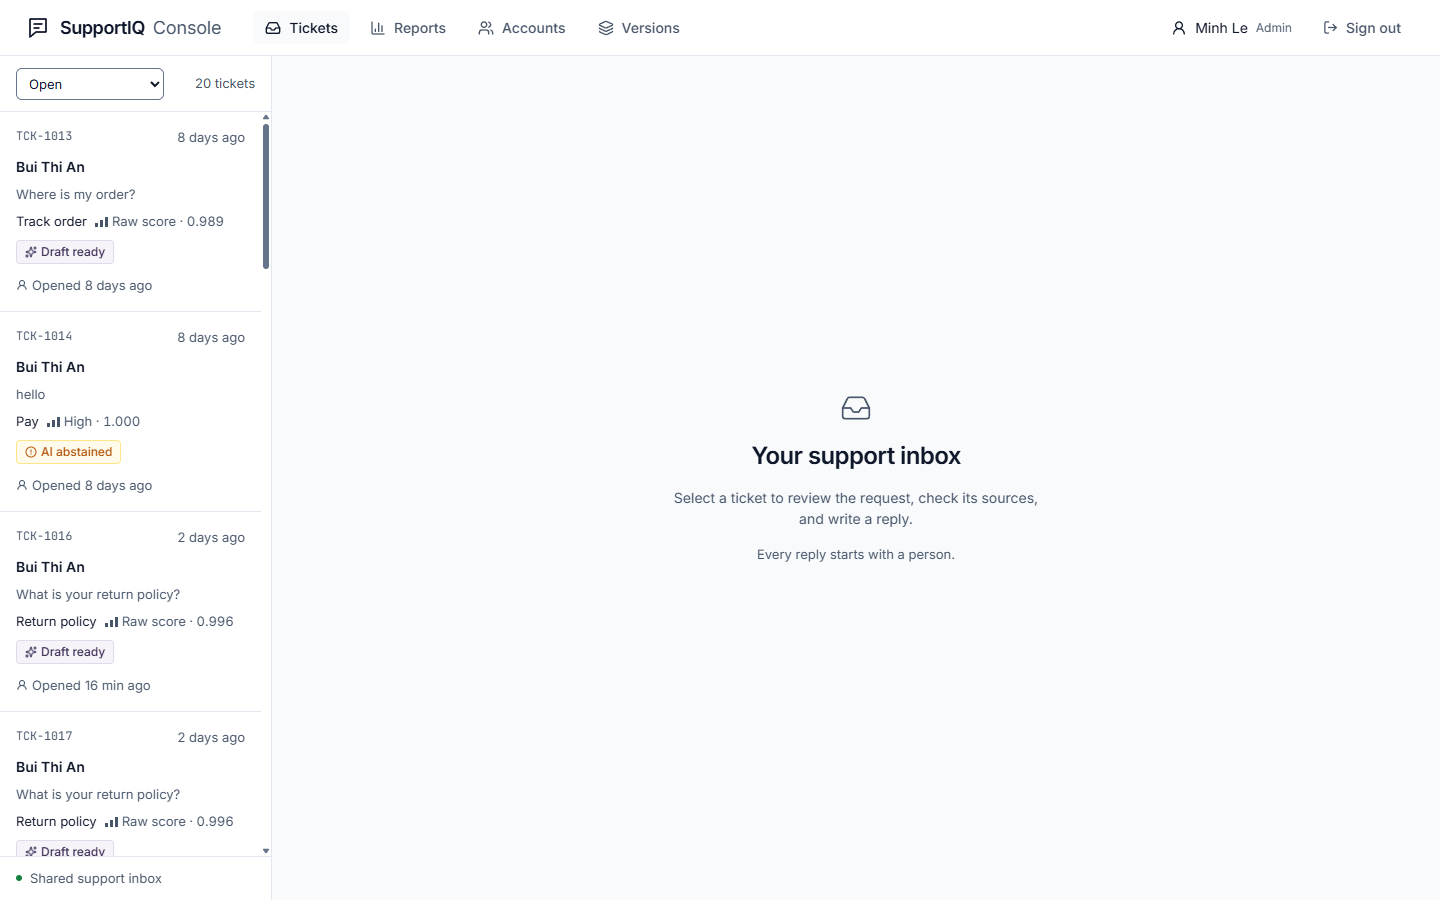 SupportIQ Console
Tickets
Reports
Accounts
Versions
Minh Le Admin
Sign out
Open
20 tickets
TCK-1013
8 days ago
Bui Thi An
Where is my order?
Track order Raw score · 0.989
Draft ready
Opened 8 days ago
TCK-1014
8 days ago
Bui Thi An
hello
Pay High · 1.000
AI abstained
Opened 8 days ago
TCK-1016
2 days ago
Bui Thi An
What is your return policy?
Return policy Raw score · 0.996
Draft ready
Opened 16 min ago
TCK-1017
2 days ago
Bui Thi An
What is your return policy?
Return policy Raw score · 0.996
Draft ready
Shared support inbox
Your support inbox
Select a ticket to review the request, check its sources,
and write a reply.
Every reply starts with a person.